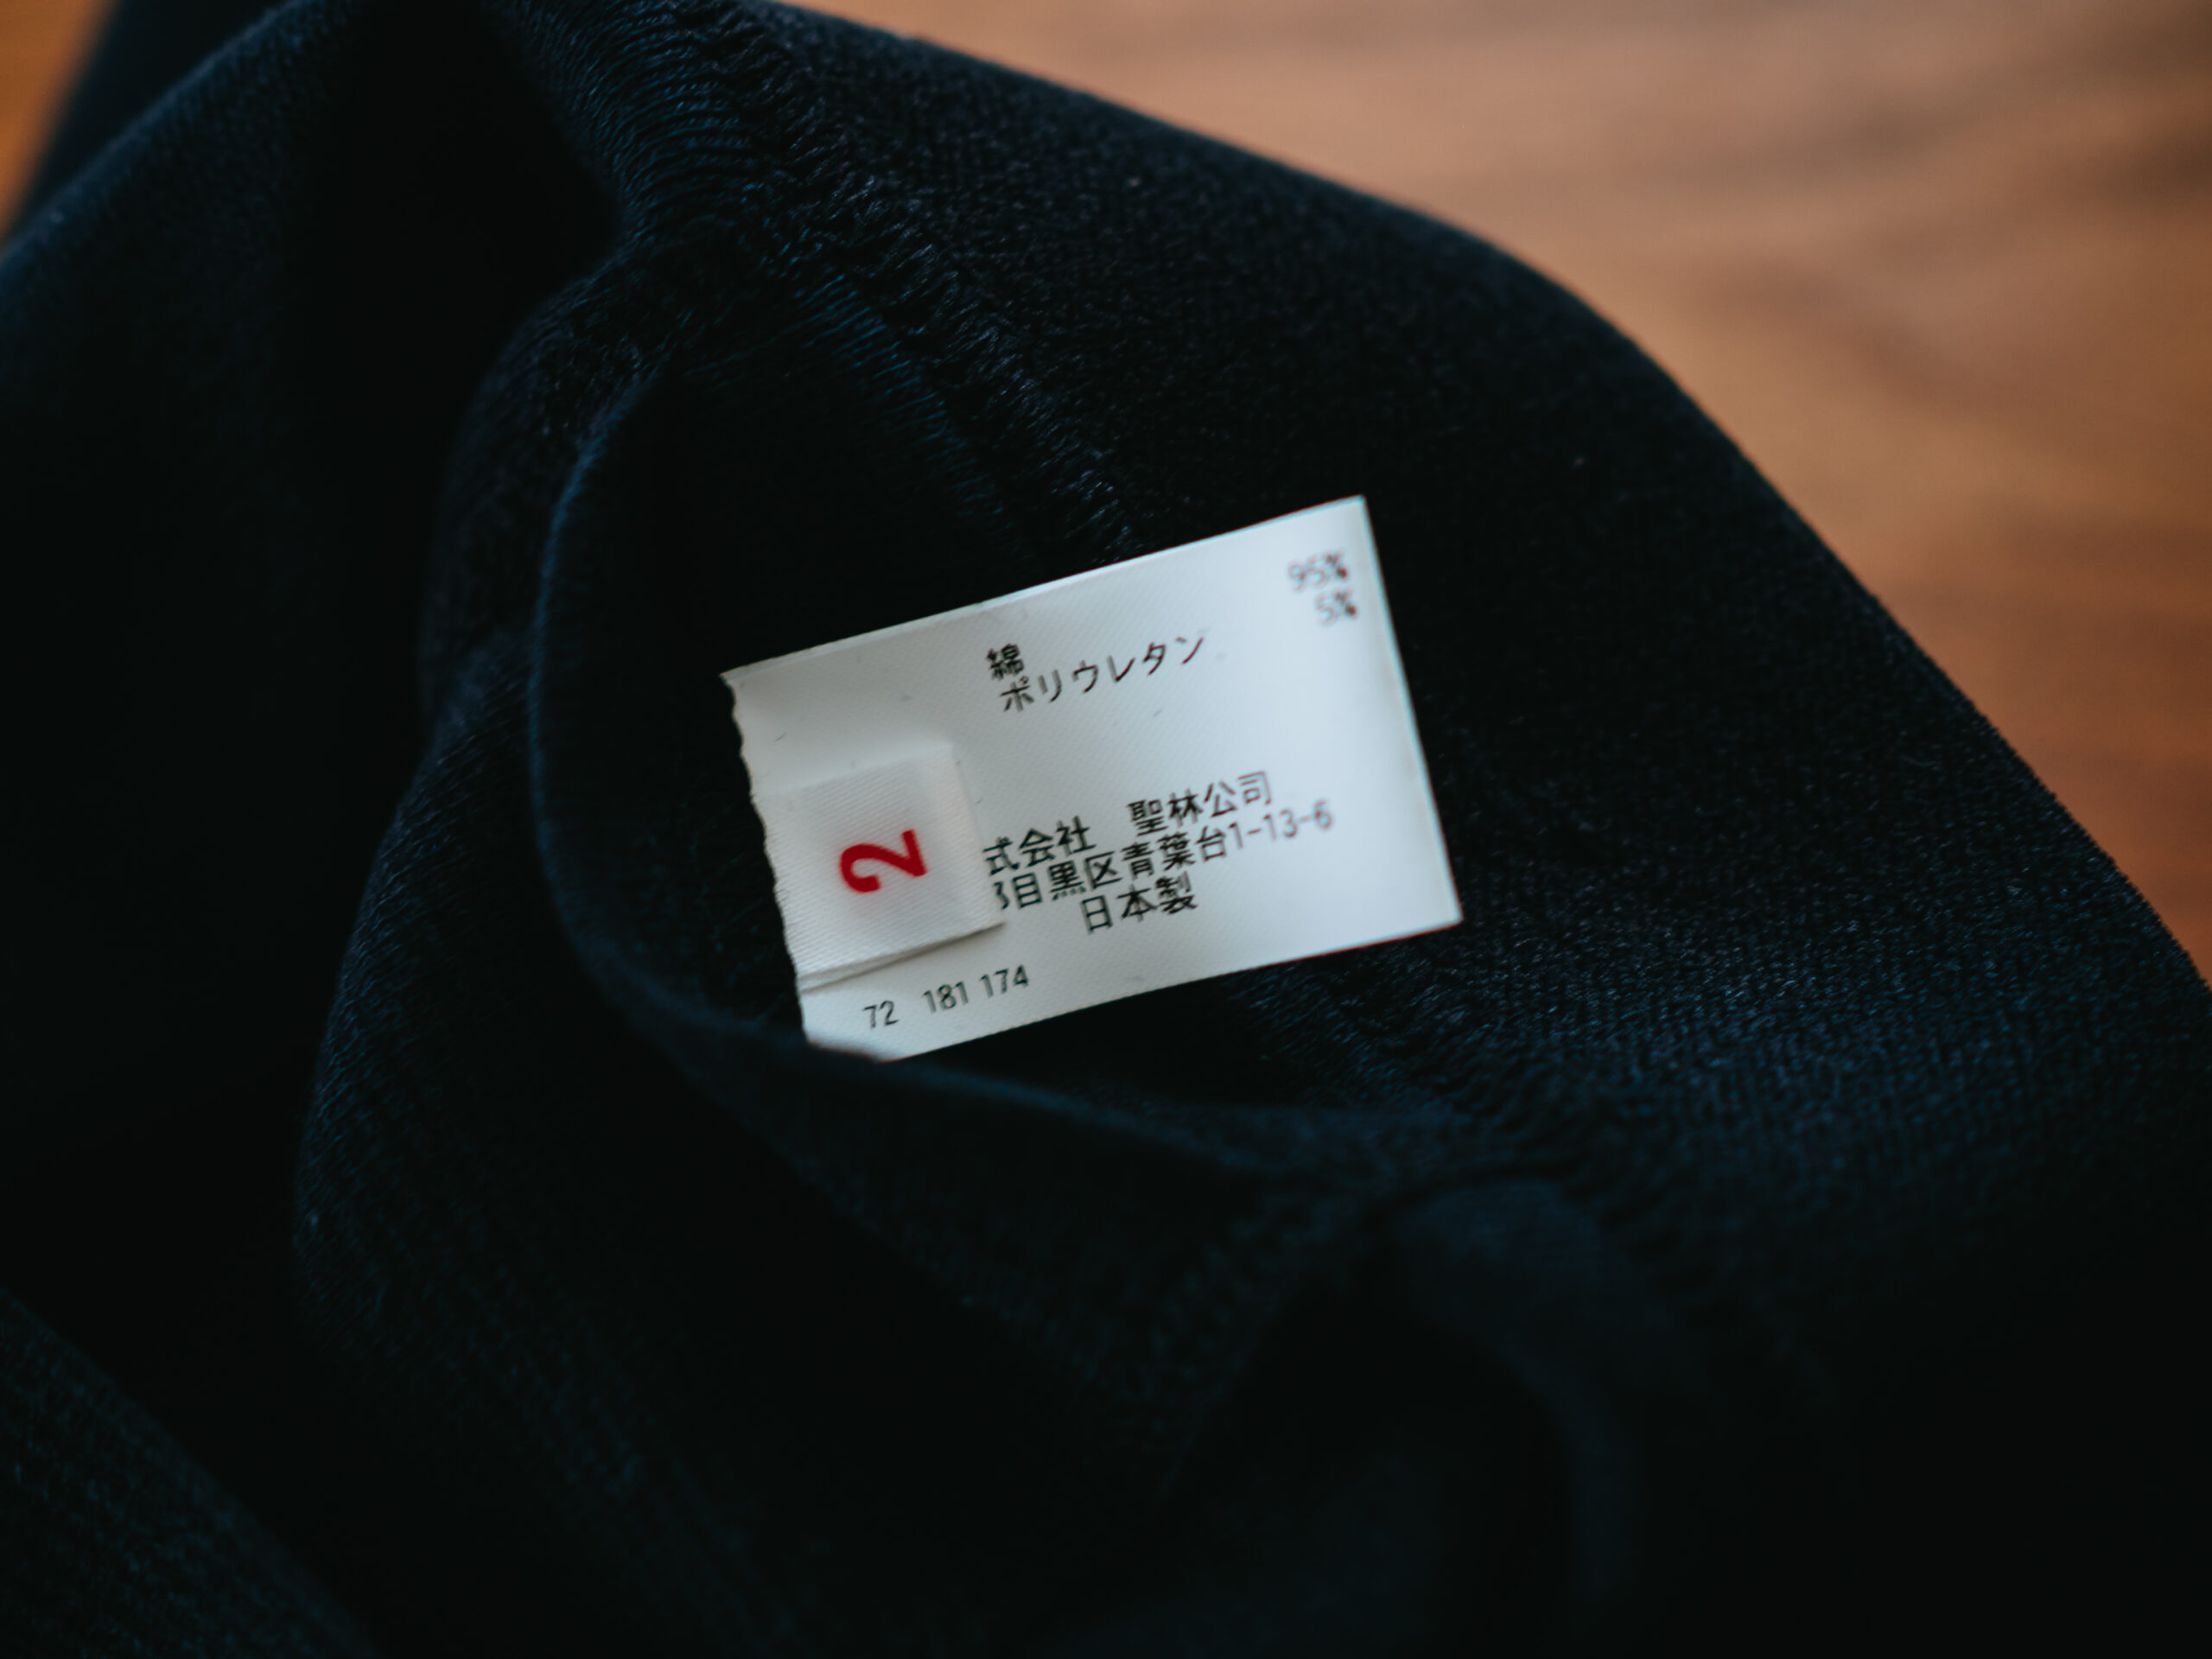 綿 95%
ポリウレタン 5%
2
式会社 聖林公司
目黒区青葉台1-13-6
日本製
72 181 174